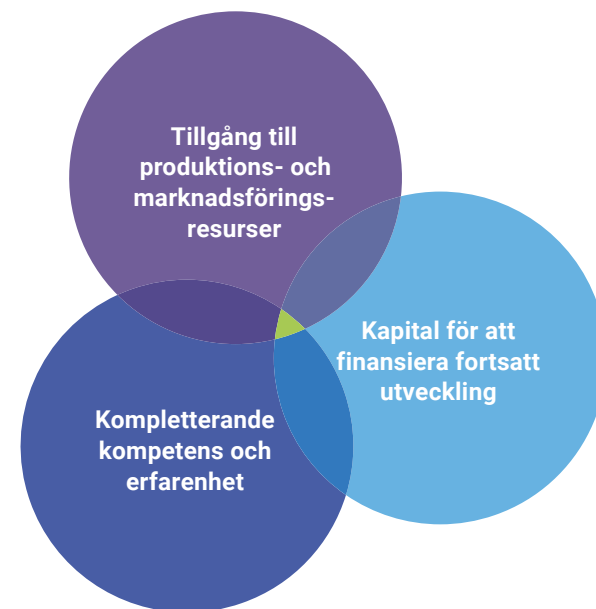 Tillgång till
produktions- och
marknadsförings-
resurser
Kapital för att
finansiera fortsatt
utveckling
Kompletterande
kompetens och
erfarenhet